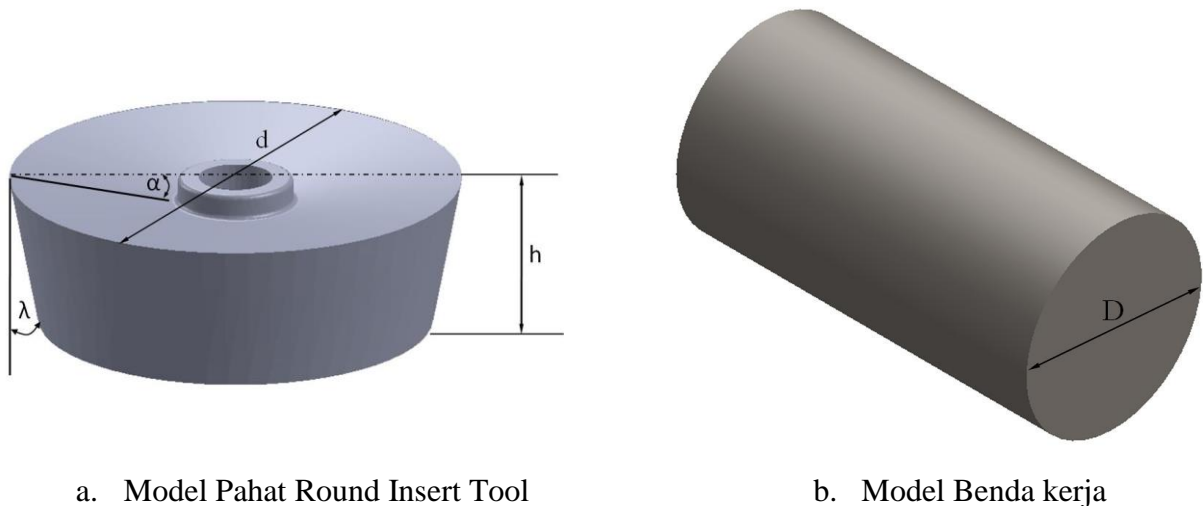 d
α
h
λ
D
a. Model Pahat Round Insert Tool
b. Model Benda kerja